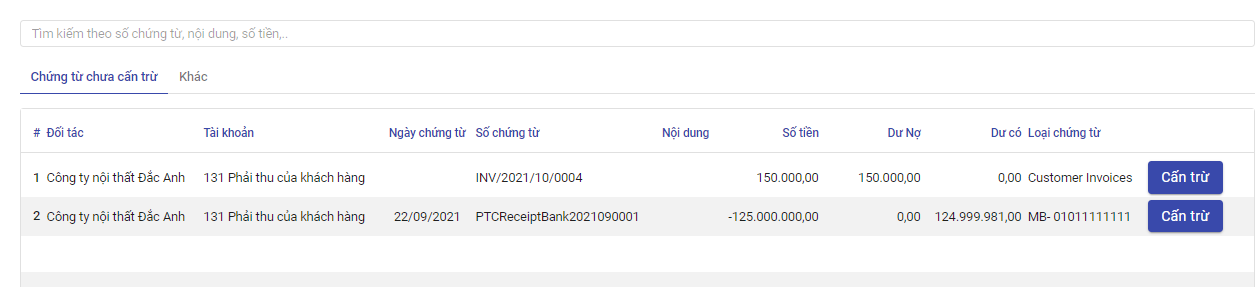 Tìm kiếm theo số chứng từ, nội dung, số tiền,..
Chứng từ chưa cấn trừ Khác
# Đối tác Tài khoản Ngày chứng từ Số chứng từ Nội dung Số tiền Dư Nợ Dư có Loại chứng từ
1 Công ty nội thất Đắc Anh 131 Phải thu của khách hàng INV/2021/10/0004 150.000,00 150.000,00 0,00 Customer Invoices Cấn trừ
2 Công ty nội thất Đắc Anh 131 Phải thu của khách hàng 22/09/2021 PTCReceiptBank2021090001 -125.000.000,00 0,00 124.999.981,00 MB- 01011111111 Cấn trừ